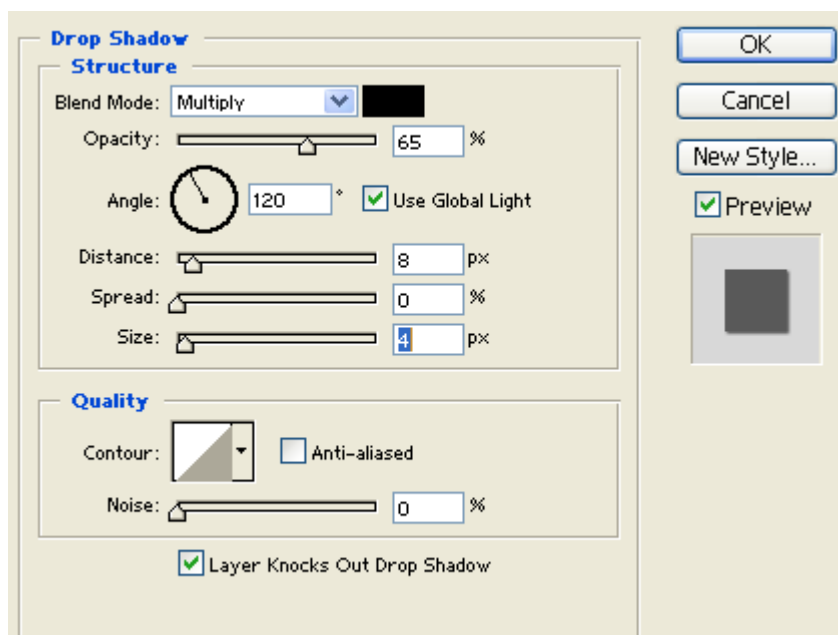 Drop Shadow
Structure
Blend Mode: Multiply
Opacity: 65 %
Angle: 120 ° Use Global Light
Distance: 8 px
Spread: 0 %
Size: 4 px
Quality
Contour: Anti-aliased
Noise: 0 %
Layer Knocks Out Drop Shadow
OK
Cancel
New Style...
Preview